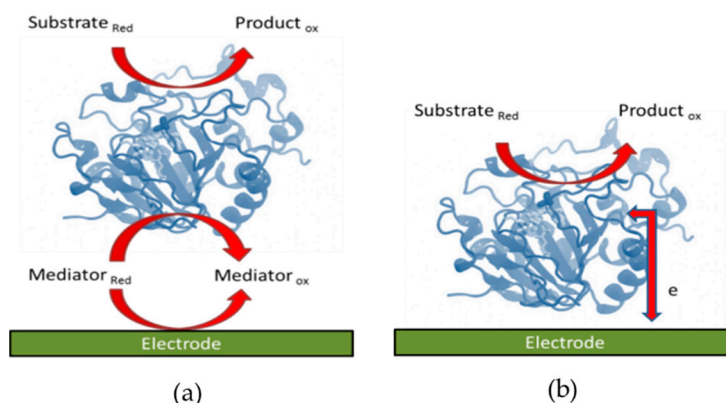 Substrate Red Product ox
Mediator Red Mediator ox
Electrode
(a)
Substrate Red Product ox
e
Electrode
(b)